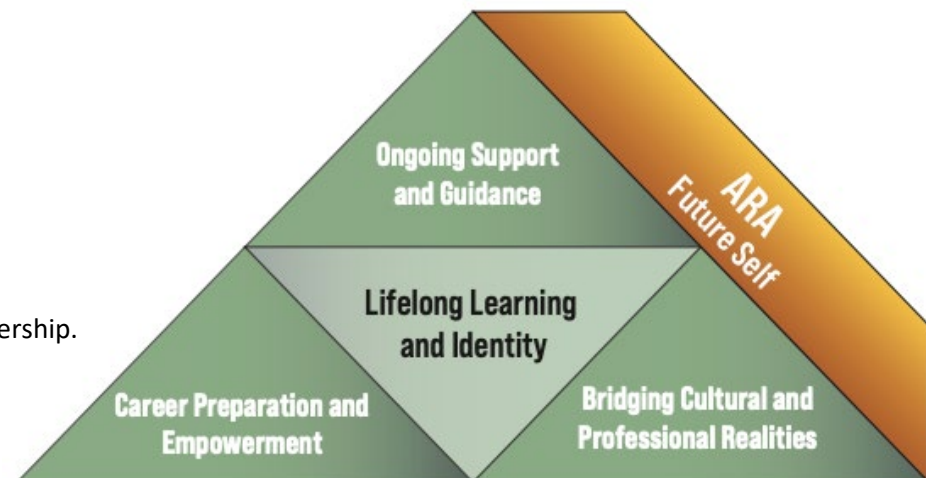 Ongoing Support
and Guidance
ARA
Future Self
Lifelong Learning
and Identity
ership.
Career Preparation and
Empowerment
Bridging Cultural and
Professional Realities